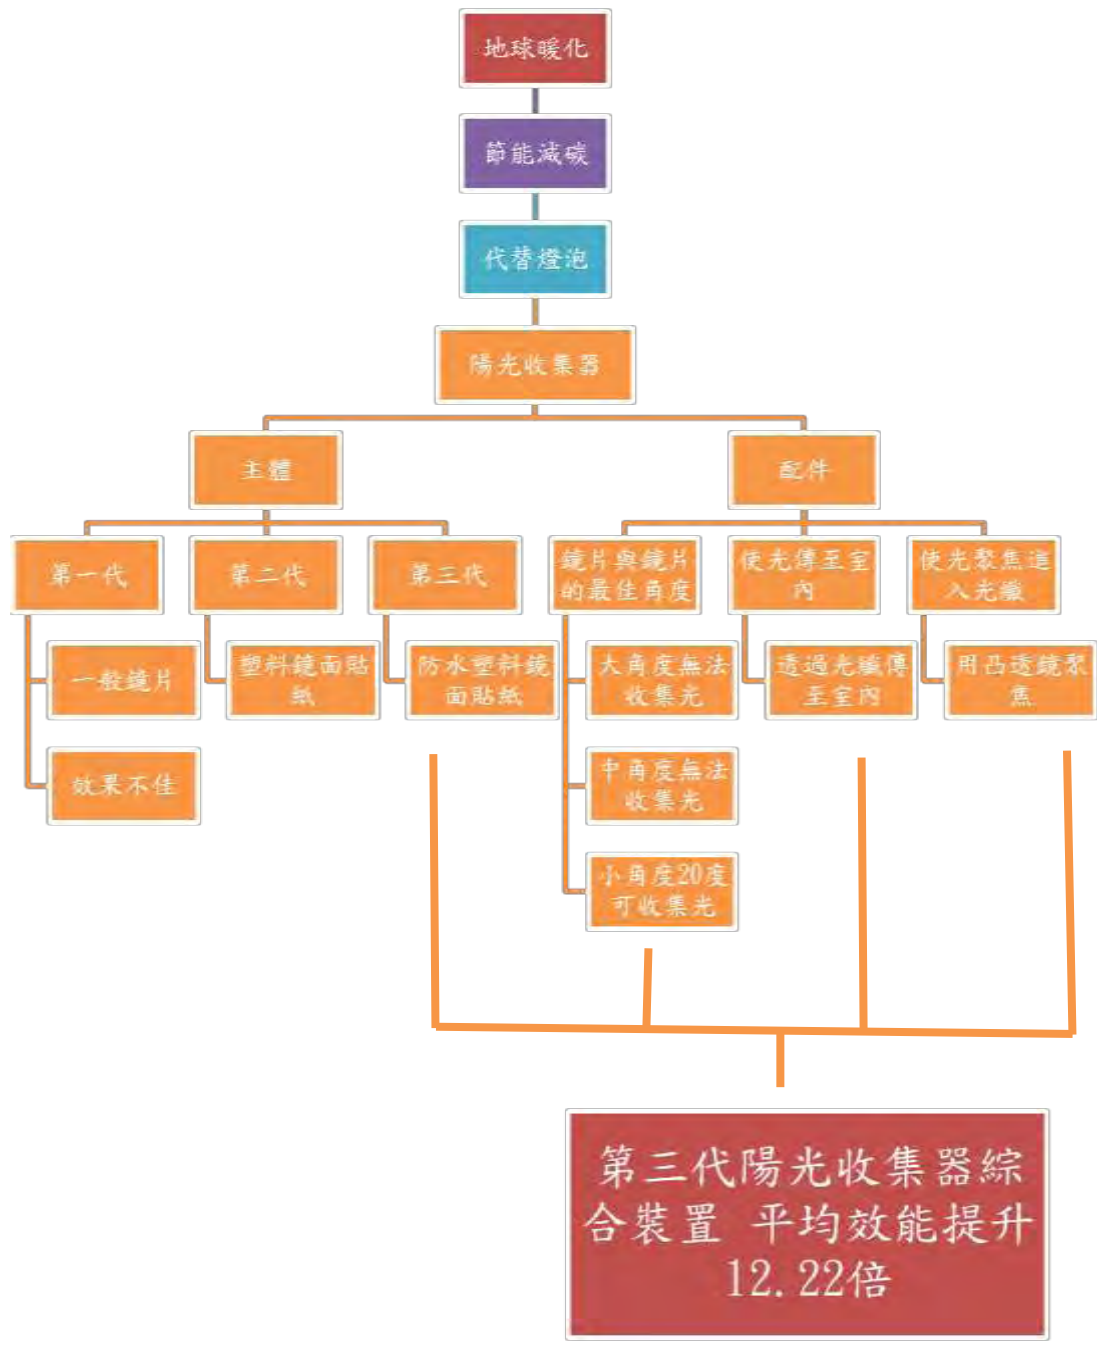 地球暖化
節能減碳
代替燈泡
陽光收集器
主體
配件
第一代
第二代
第三代
鏡片與鏡片
的最佳角度
使光傳至室
內
使光聚焦進
入光纖
一般鏡片
塑料鏡面貼
紙
防水塑料鏡
面貼紙
大角度無法
收集光
透過光纖傳
至室內
用凸透鏡聚
焦
效果不佳
中角度無法
收集光
小角度20度
可收集光
第三代陽光收集器綜
合裝置 平均效能提升
12.22倍